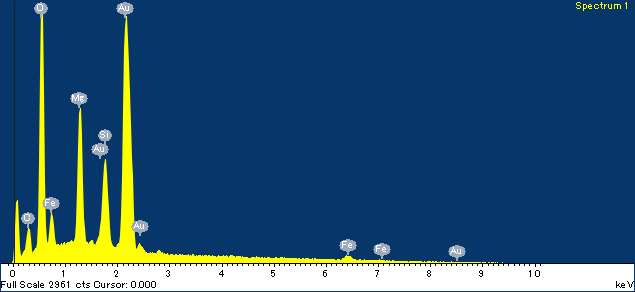 Spectrum 1
O Au
Mg
Si
Au
Fe
O
Au
Fe Fe Au
0 1 2 3 4 5 6 7 8 9 10
Full Scale 2961 cts Cursor: 0.000 keV